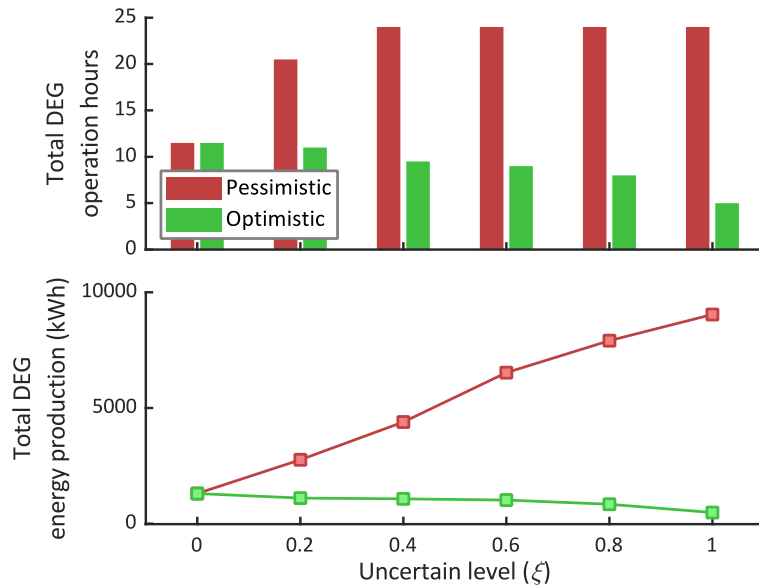 25
20
15
10
5
0
Total DEG
operation hours
Pessimistic
Optimistic
10000
5000
0
Total DEG
energy production (kWh)
0 0.2 0.4 0.6 0.8 1
Uncertain level (ξ)